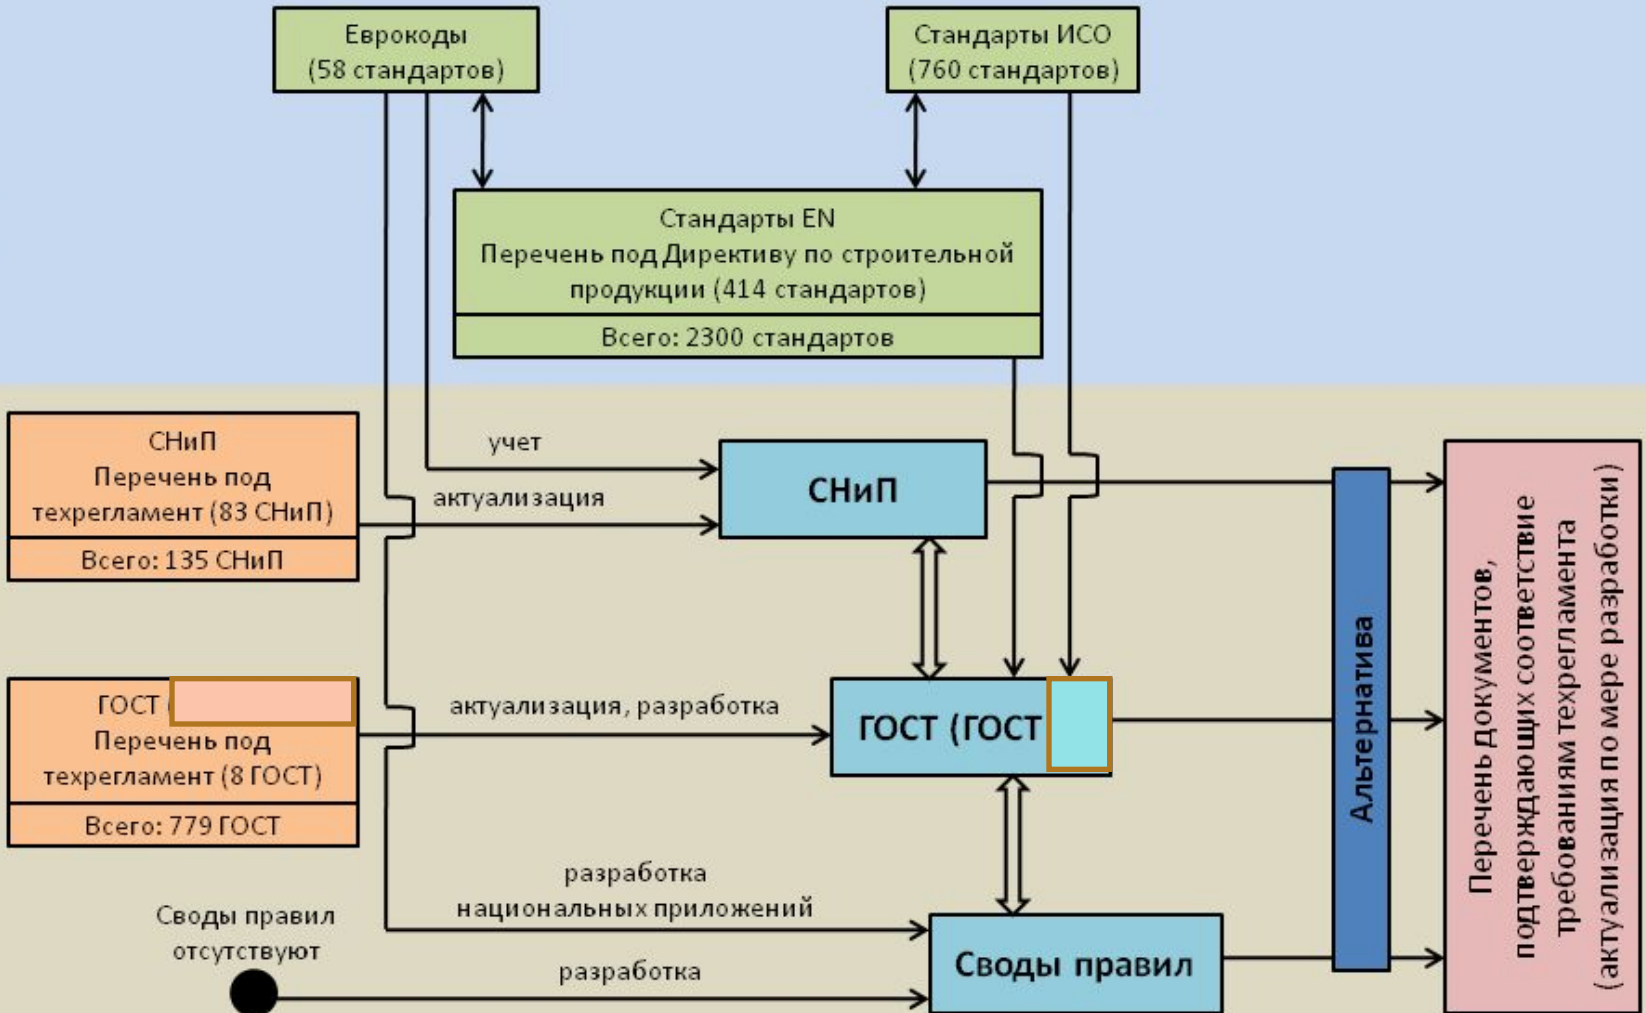 Еврокоды
(58 стандартов)
Стандарты ИСО
(760 стандартов)
Стандарты EN
Перечень под Директиву по строительной
продукции (414 стандартов)
Всего: 2300 стандартов
СНиП
Перечень под
техрегламент (83 СНиП)
Всего: 135 СНиП
учет
актуализация
СНиП
ГОСТ (
Перечень под
техрегламент (8 ГОСТ)
Всего: 779 ГОСТ
актуализация, разработка
ГОСТ (ГОСТ
разработка
национальных приложений
Своды правил
отсутствуют
разработка
Своды правил
Альтернатива
Перечень документов,
подтверждающих соответствие
требованиям техрегламента
(актуализация по мере разработки)